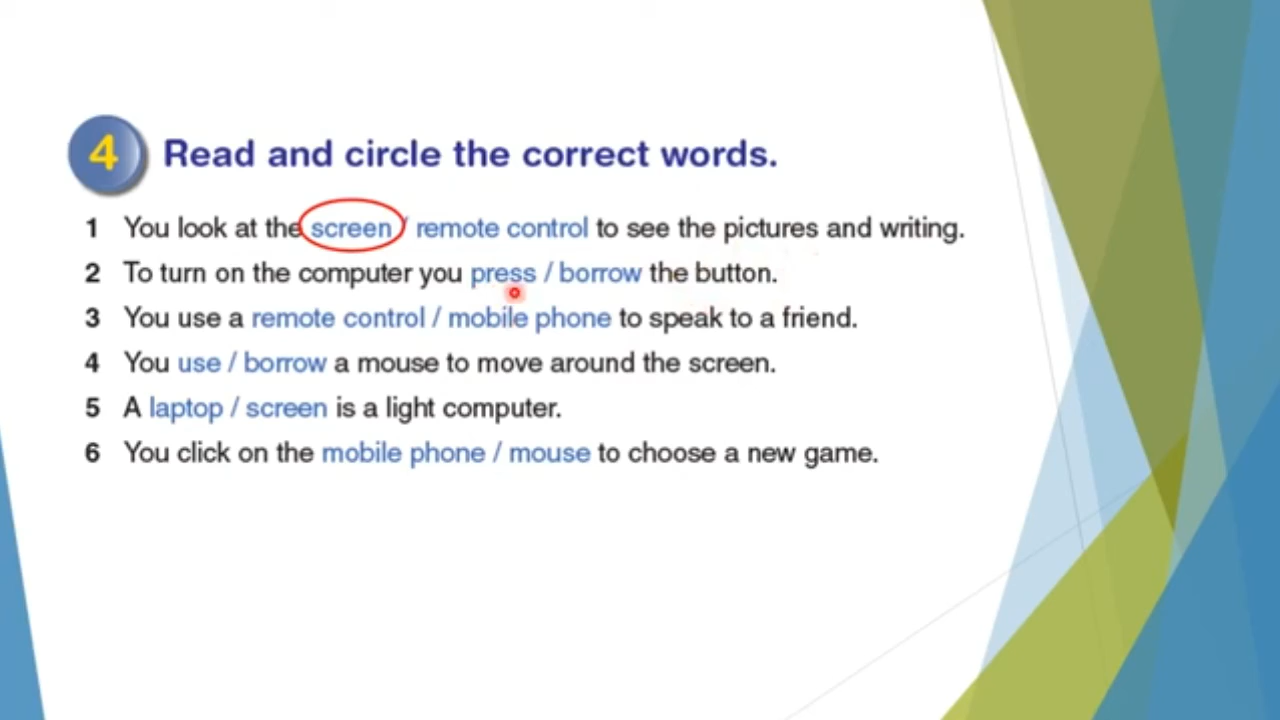 4 Read and circle the correct words.
1 You look at the screen / remote control to see the pictures and writing.
2 To turn on the computer you press / borrow the button.
3 You use a remote control / mobile phone to speak to a friend.
4 You use / borrow a mouse to move around the screen.
5 A laptop / screen is a light computer.
6 You click on the mobile phone / mouse to choose a new game.